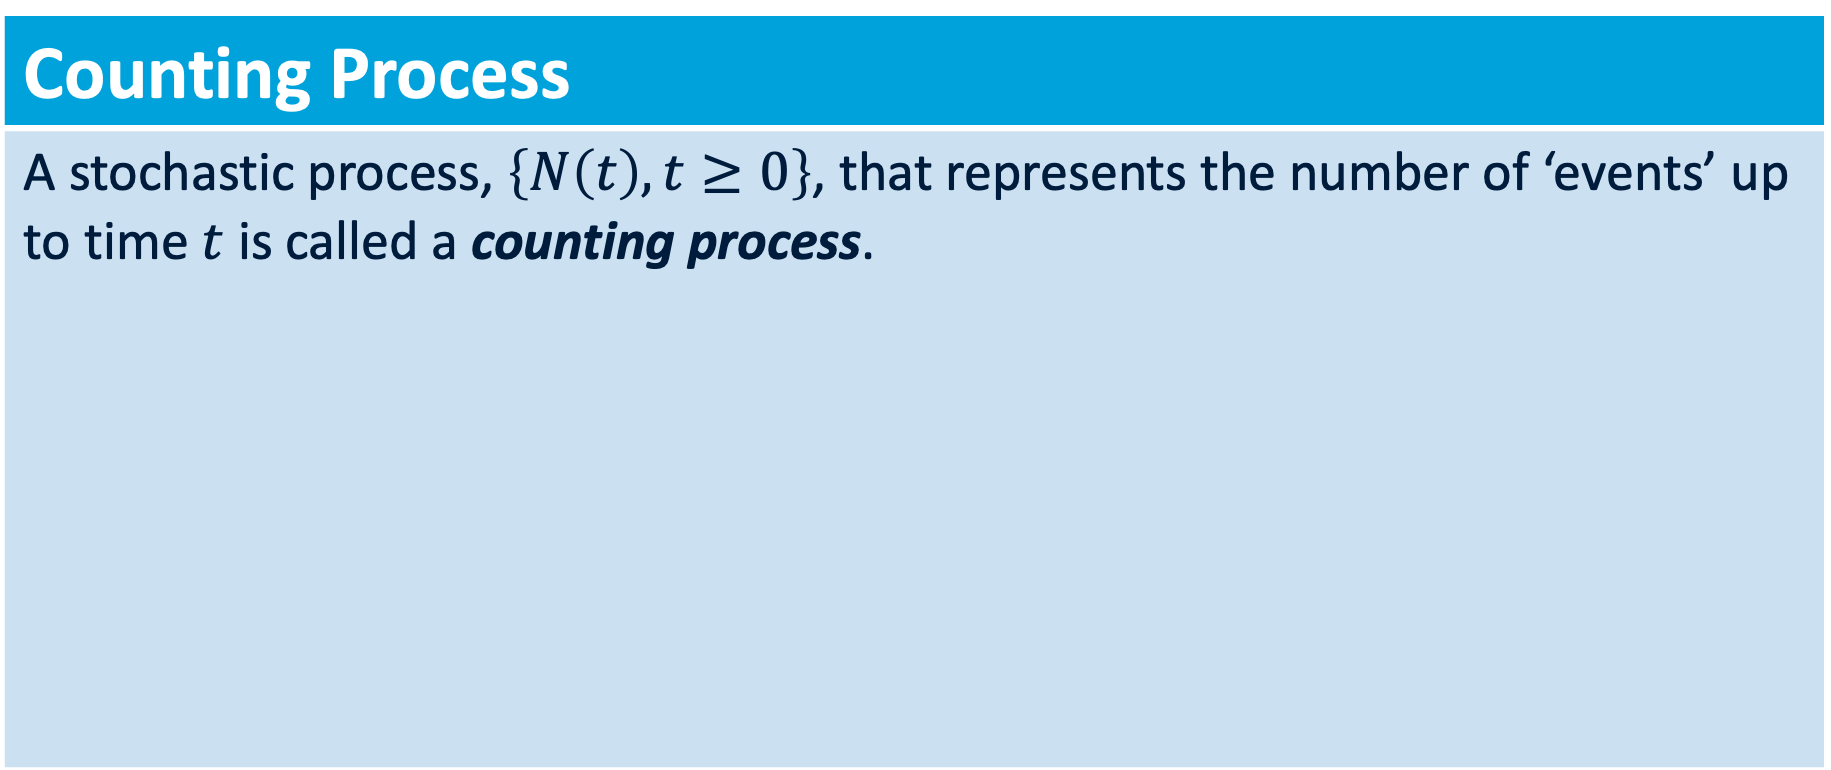 Counting Process
A stochastic process, {N(t), t ≥ 0}, that represents the number of ‘events’ up
to time t is called a counting process.